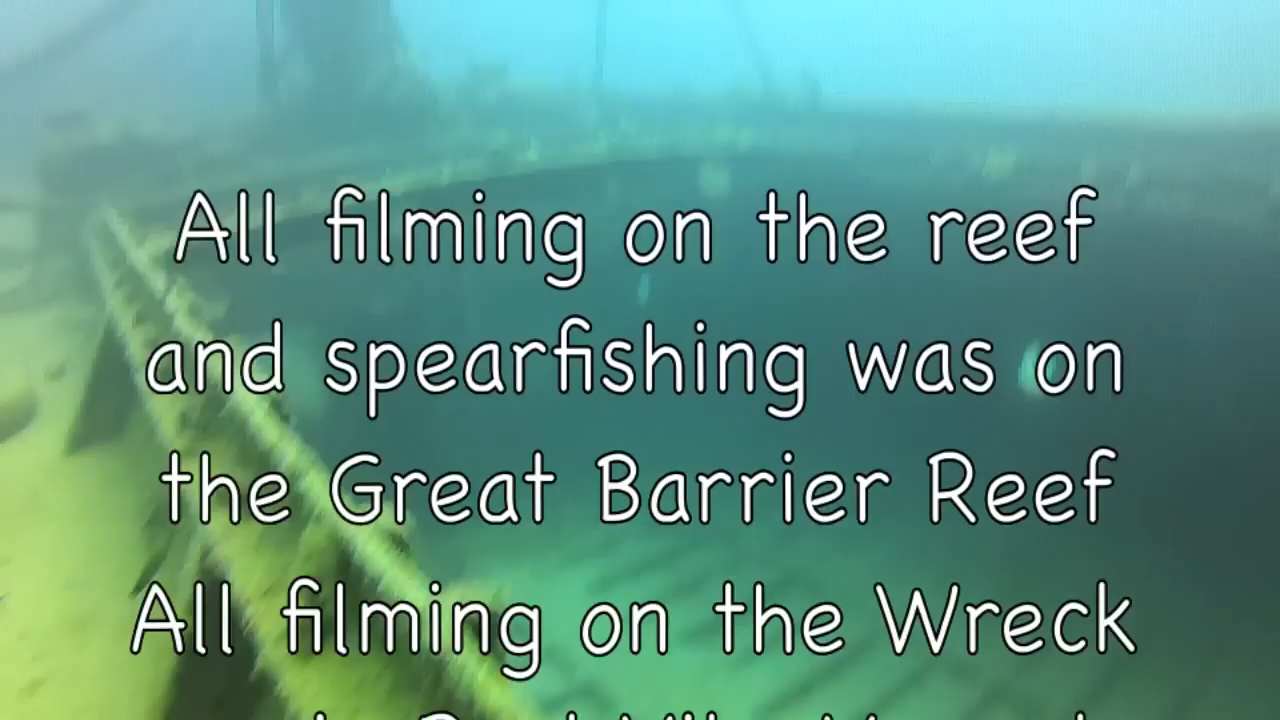 All filming on the reef
and spearfishing was on
the Great Barrier Reef
All filming on the Wreck